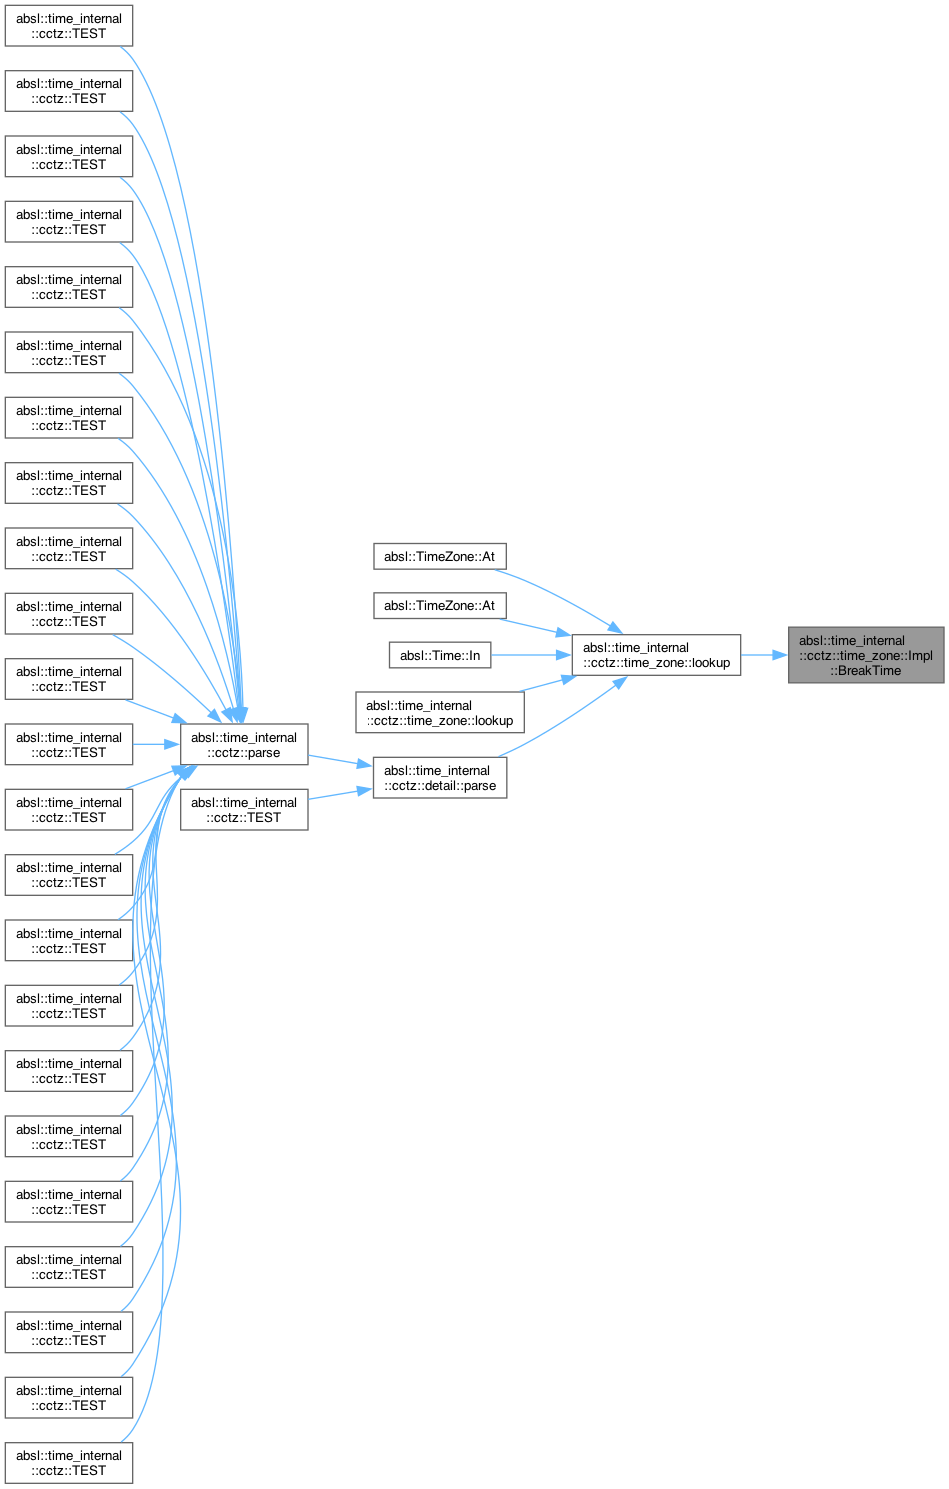 absl::time_internal
::cctz::TEST
absl::time_internal
::cctz::TEST
absl::time_internal
::cctz::TEST
absl::time_internal
::cctz::TEST
absl::time_internal
::cctz::TEST
absl::time_internal
::cctz::TEST
absl::time_internal
::cctz::TEST
absl::time_internal
::cctz::TEST
absl::time_internal
::cctz::TEST
absl::time_internal
::cctz::TEST
absl::time_internal
::cctz::TEST
absl::time_internal
::cctz::TEST
absl::time_internal
::cctz::TEST
absl::time_internal
::cctz::TEST
absl::time_internal
::cctz::TEST
absl::time_internal
::cctz::TEST
absl::time_internal
::cctz::TEST
absl::time_internal
::cctz::TEST
absl::time_internal
::cctz::TEST
absl::time_internal
::cctz::TEST
absl::time_internal
::cctz::TEST
absl::time_internal
::cctz::TEST
absl::time_internal
::cctz::TEST
absl::time_internal
::cctz::parse
absl::time_internal
::cctz::TEST
absl::TimeZone::At
absl::TimeZone::At
absl::Time::In
absl::time_internal
::cctz::time_zone::lookup
absl::time_internal
::cctz::detail::parse
absl::time_internal
::cctz::time_zone::lookup
absl::time_internal
::cctz::time_zone::Impl
::BreakTime